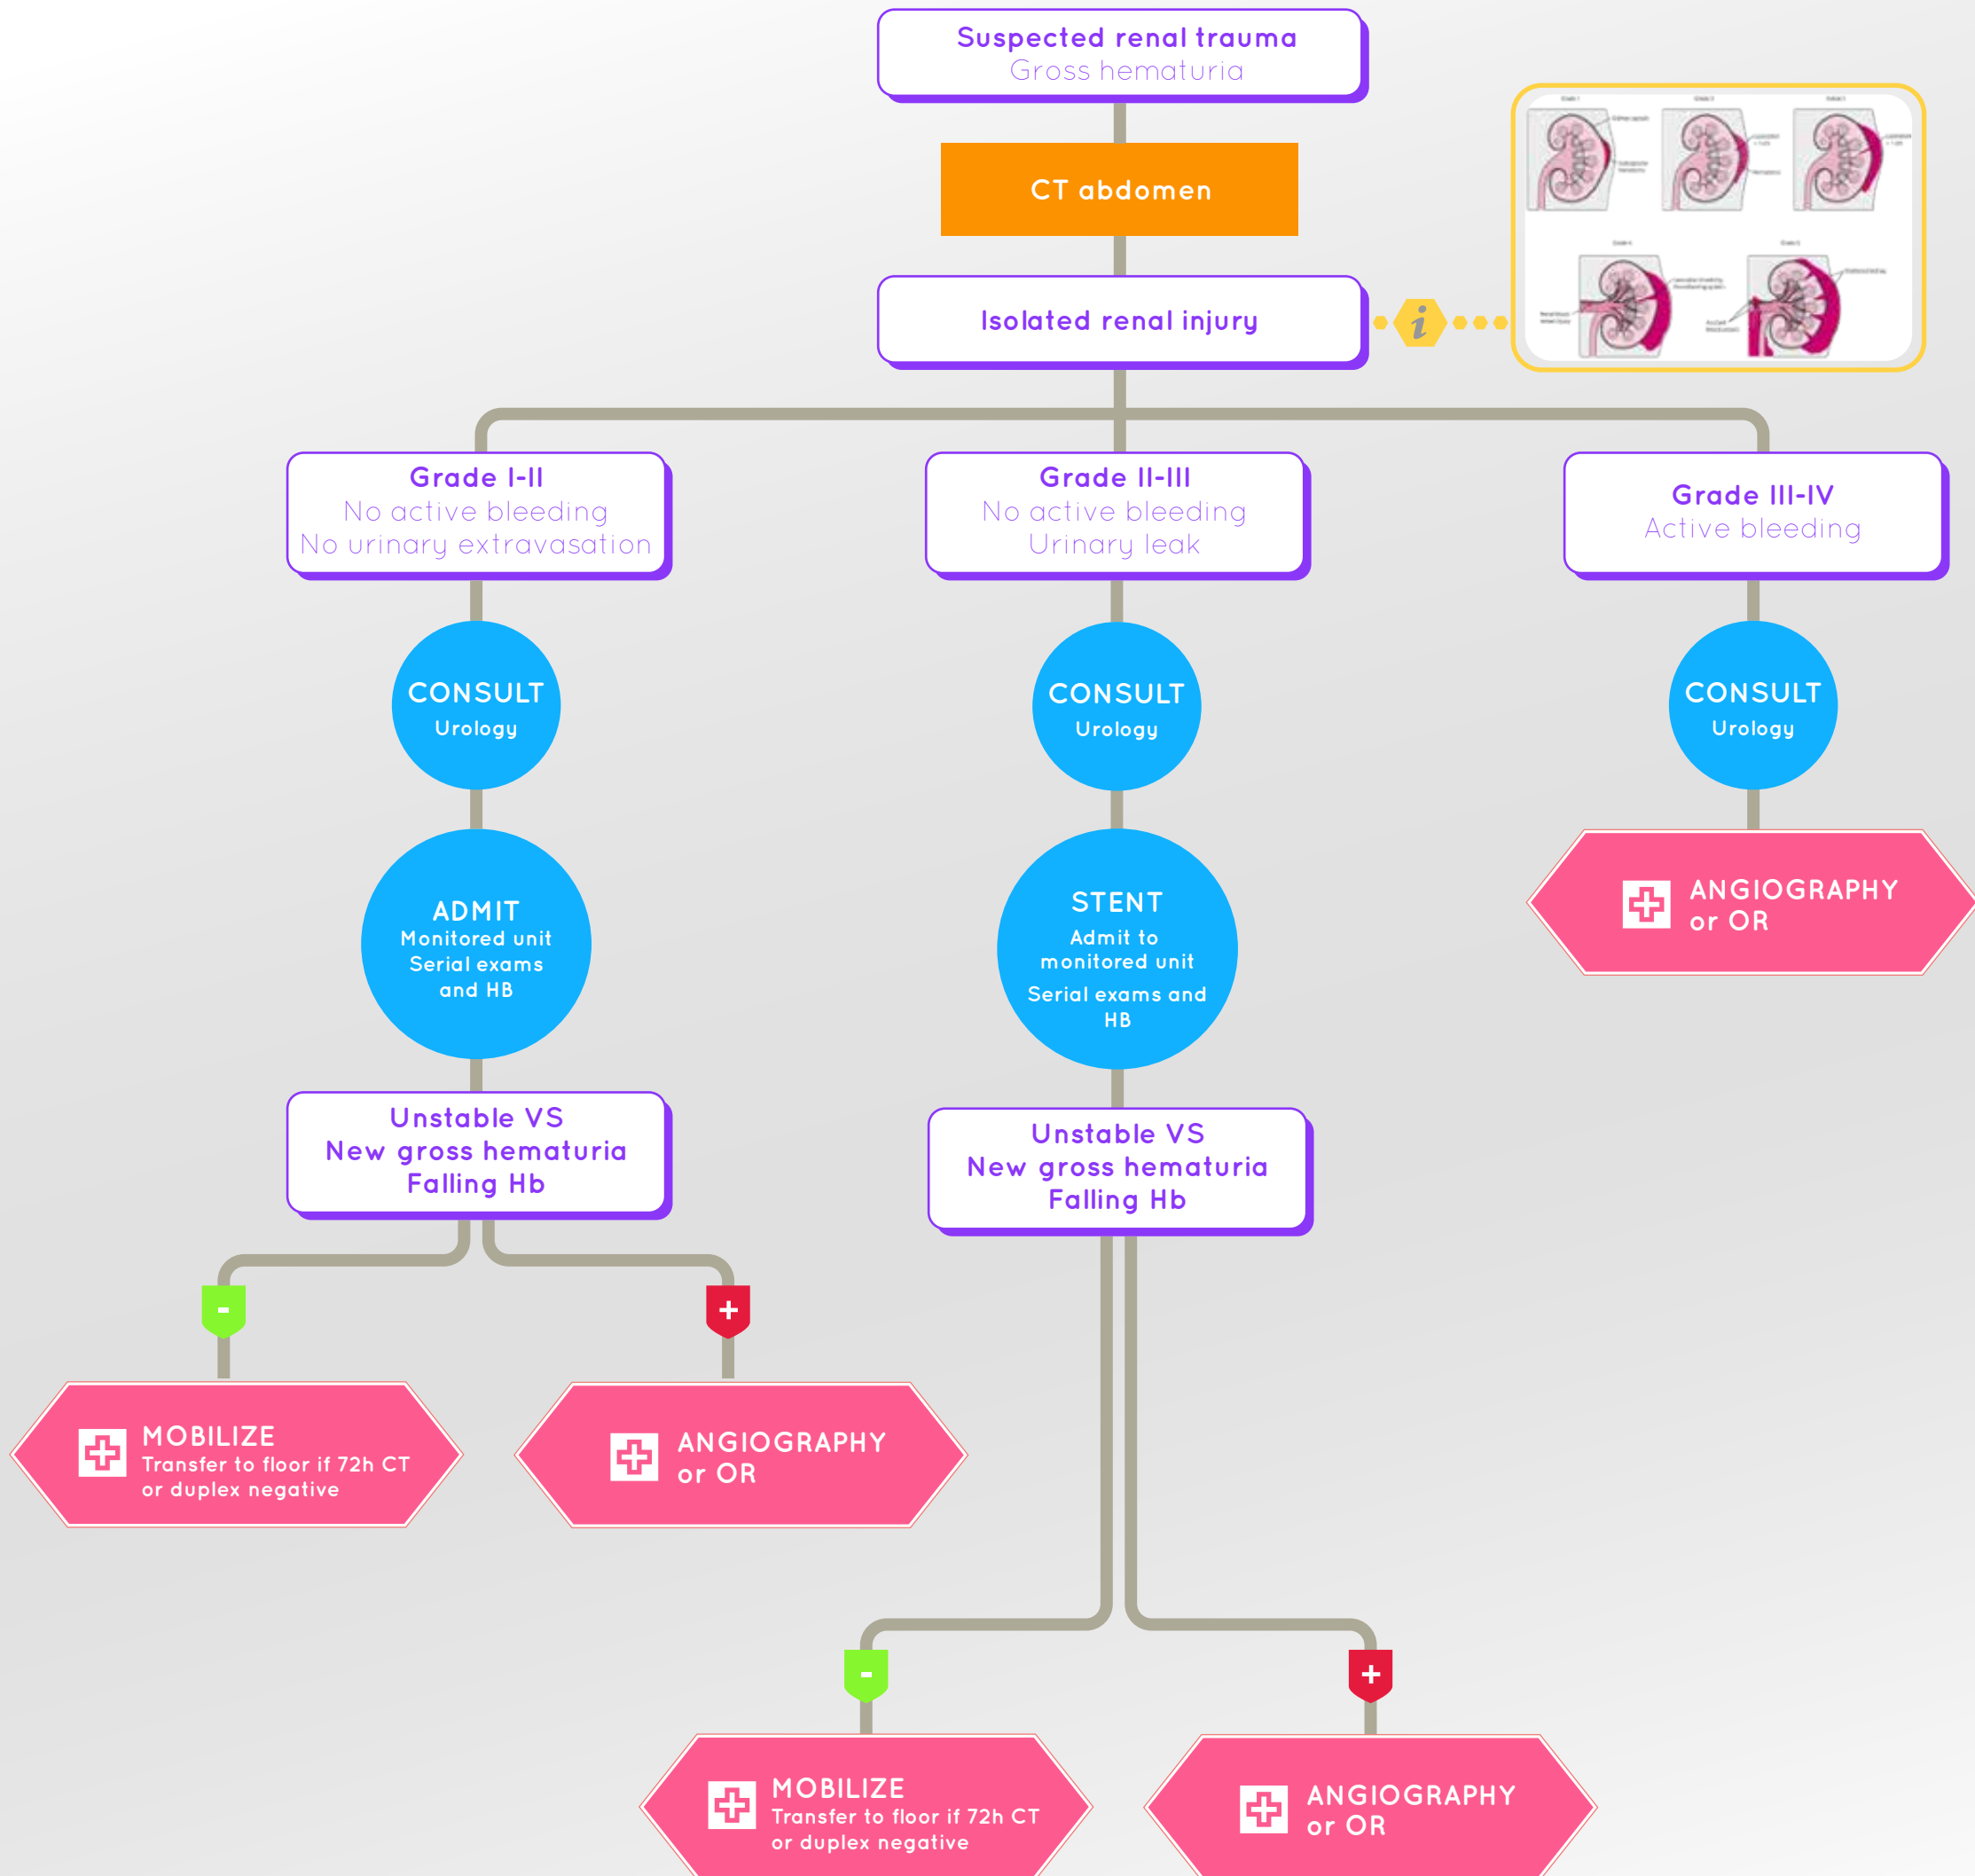 Suspected renal trauma
Gross hematuria
CT abdomen
Isolated renal injury
i
Grade I-II
No active bleeding
No urinary extravasation
Grade II-III
No active bleeding
Urinary leak
Grade III-IV
Active bleeding
CONSULT
Urology
CONSULT
Urology
CONSULT
Urology
ADMIT
Monitored unit
Serial exams
and HB
STENT
Admit to
monitored unit
Serial exams and
HB
ANGIOGRAPHY
or OR
Unstable VS
New gross hematuria
Falling Hb
Unstable VS
New gross hematuria
Falling Hb
-
+
MOBILIZE
Transfer to floor if 72h CT
or duplex negative
ANGIOGRAPHY
or OR
-
+
MOBILIZE
Transfer to floor if 72h CT
or duplex negative
ANGIOGRAPHY
or OR